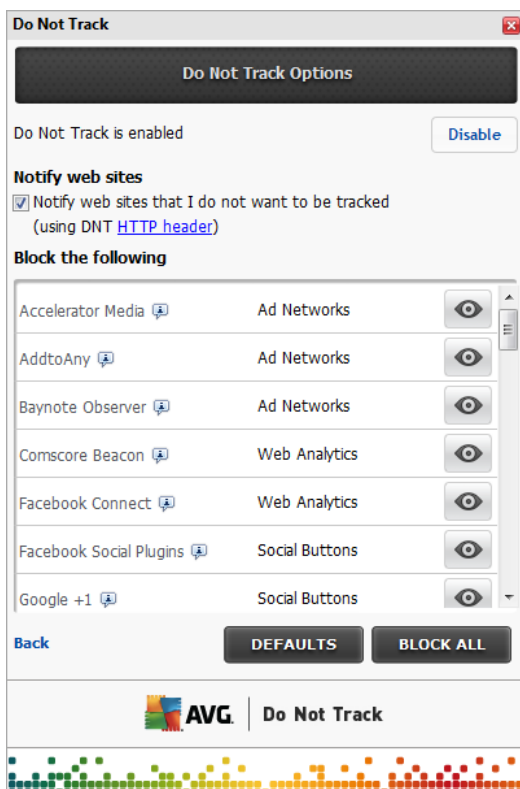 Do Not Track
Do Not Track Options
Do Not Track is enabled
Disable
Notify web sites
Notify web sites that I do not want to be tracked
(using DNT HTTP header)
Block the following
Accelerator Media Ad Networks
AddtoAny Ad Networks
Baynote Observer Ad Networks
Comscore Beacon Web Analytics
Facebook Connect Web Analytics
Facebook Social Plugins Social Buttons
Google +1 Social Buttons
Back DEFAULTS BLOCK ALL
AVG. Do Not Track